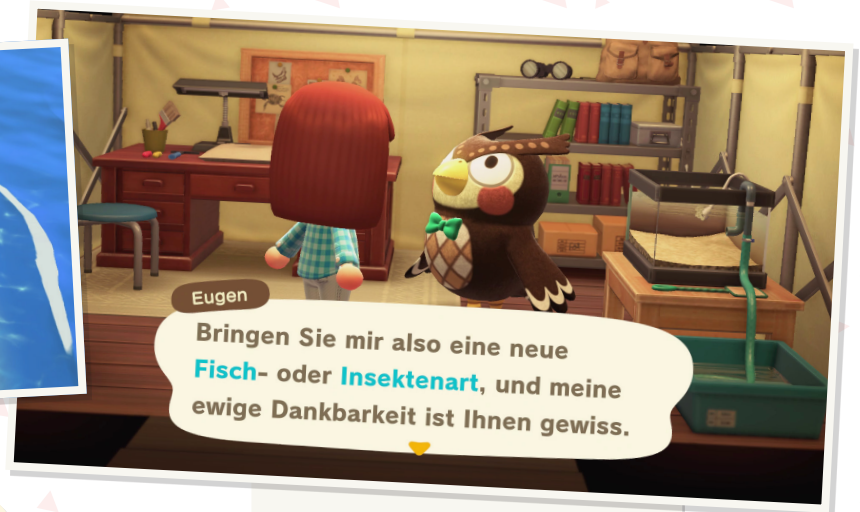 Eugen
Bringen Sie mir also eine neue
Fisch- oder Insektenart, und meine
ewige Dankbarkeit ist Ihnen gewiss.